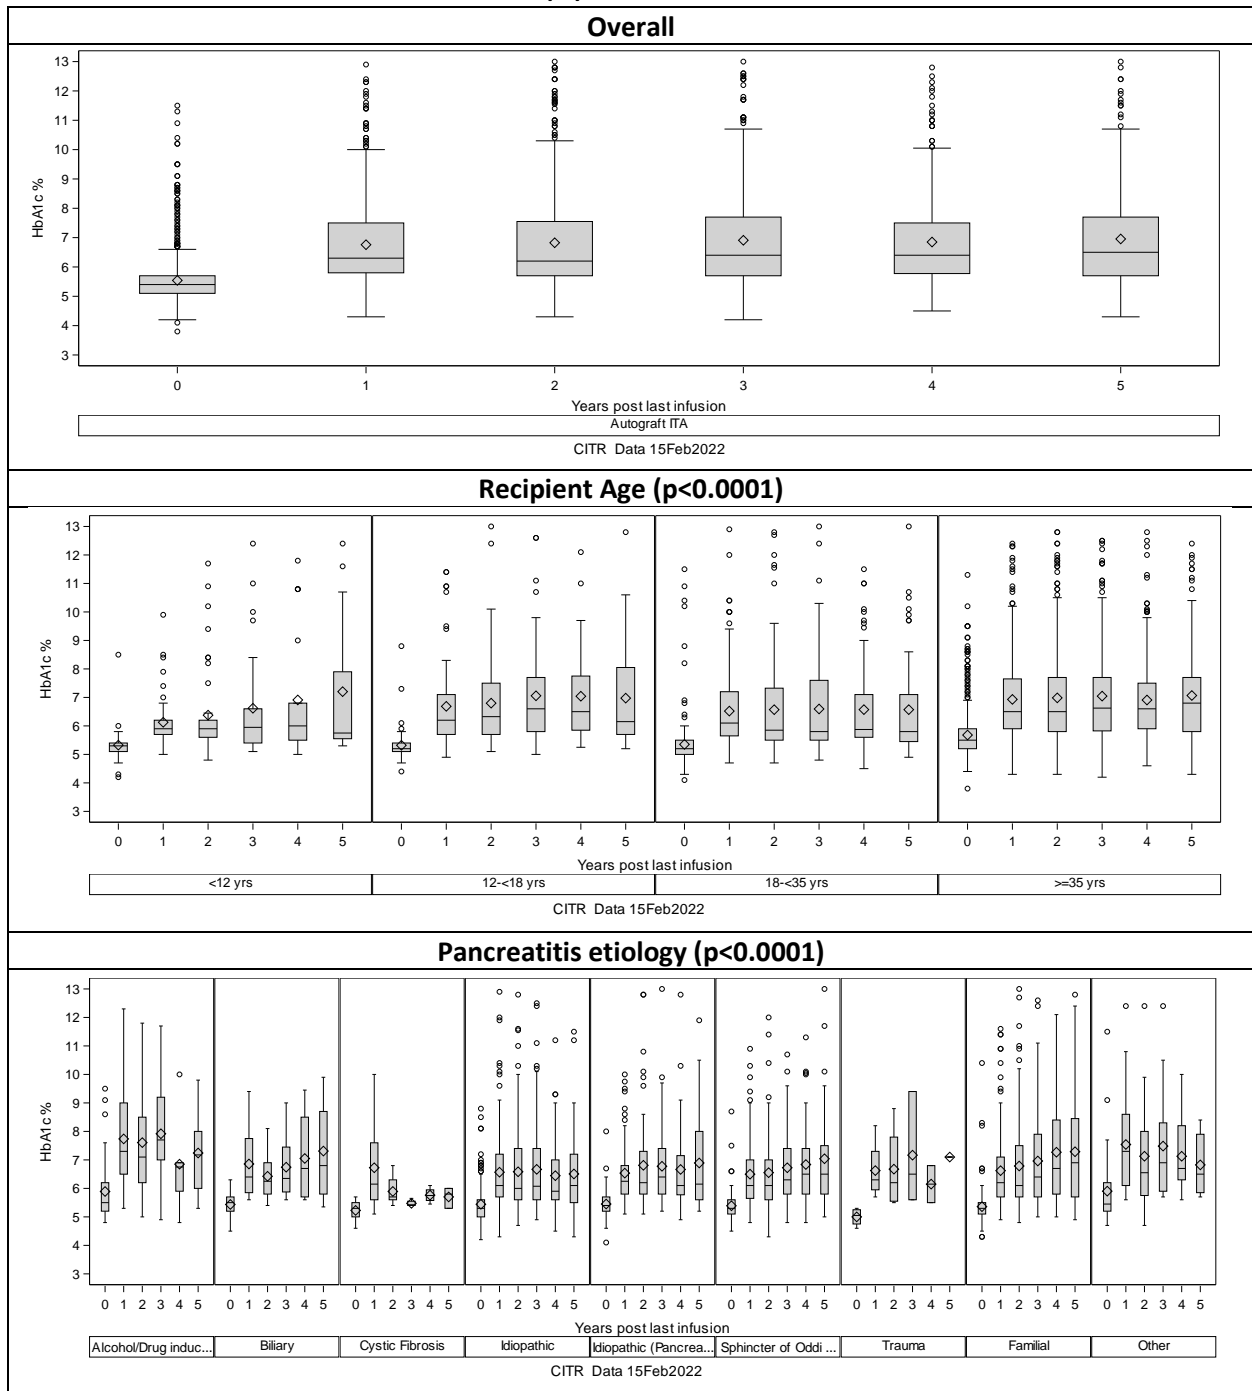 Overall
13
12
11
10
9
8
7
6
5
4
3
HbA1c %
0 1 2 3 4 5
Years post last infusion
Autograft ITA
CITR Data 15Feb2022
Recipient Age (p<0.0001)
13
12
11
10
9
8
7
6
5
4
3
HbA1c %
0 1 2 3 4 5 0 1 2 3 4 5 0 1 2 3 4 5 0 1 2 3 4 5
Years post last infusion
<12 yrs 12-<18 yrs 18-<35 yrs >=35 yrs
CITR Data 15Feb2022
Pancreatitis etiology (p<0.0001)
13
12
11
10
9
8
7
6
5
4
3
HbA1c %
0 1 2 3 4 5 0 1 2 3 4 5 0 1 2 3 4 5 0 1 2 3 4 5 0 1 2 3 4 5 0 1 2 3 4 5 0 1 2 3 4 5 0 1 2 3 4 5 0 1 2 3 4 5
Years post last infusion
Alcohol/Drug induc... Biliary Cystic Fibrosis Idiopathic Idiopathic (Pancrea... Sphincter of Oddi ... Trauma Familial Other
CITR Data 15Feb2022